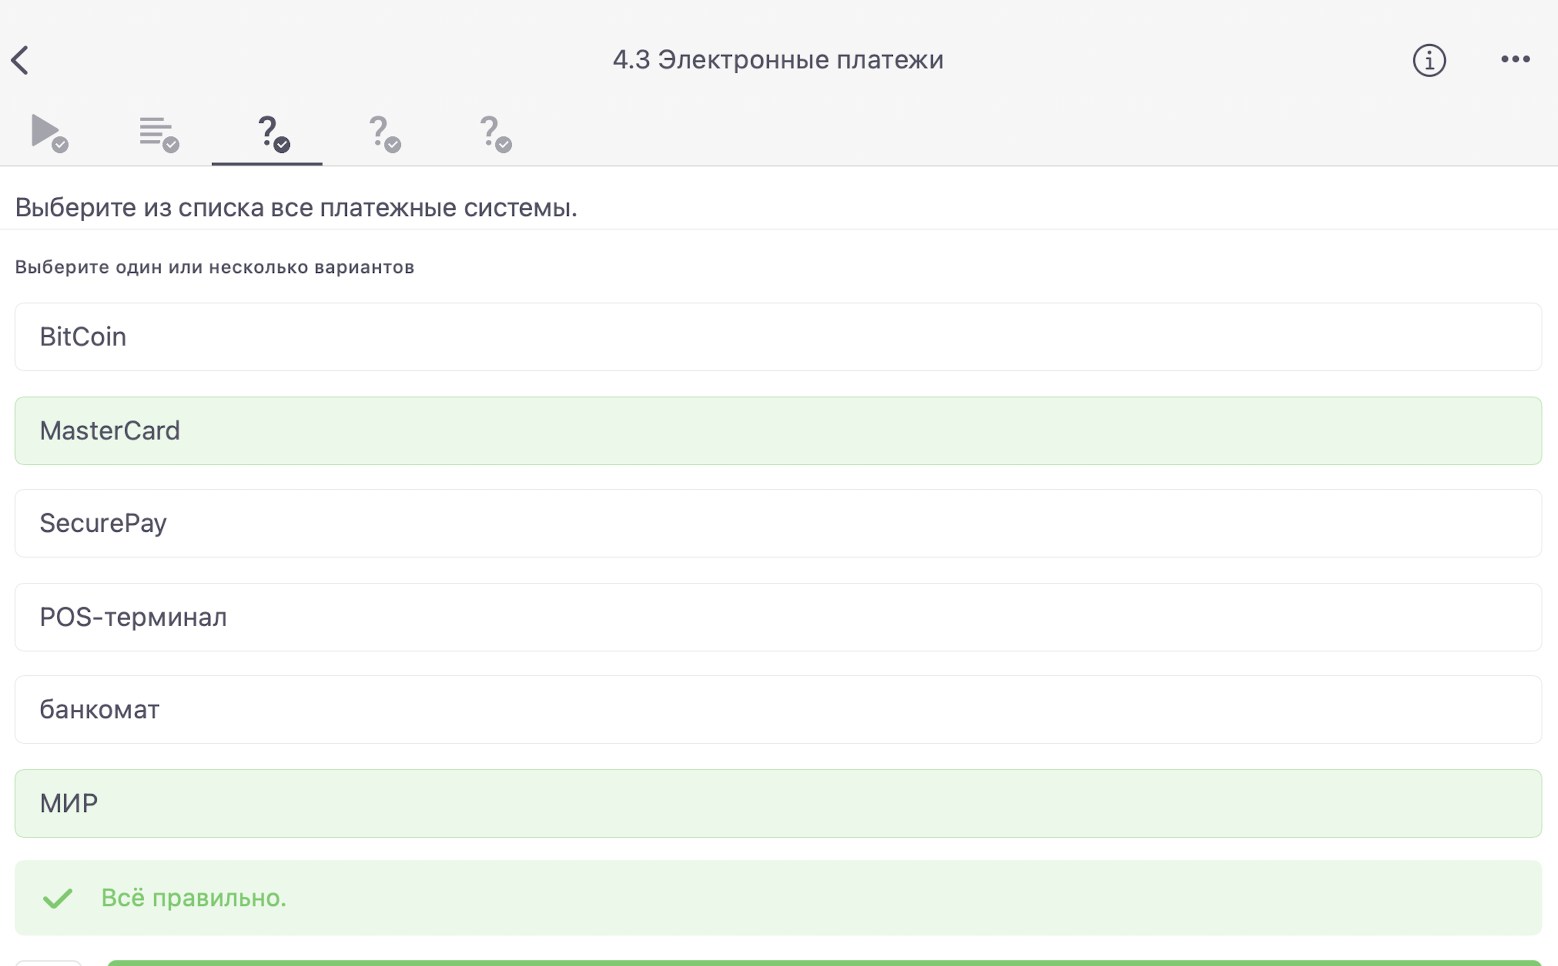 4.3 Электронные платежи
Выберите из списка все платежные системы.
Выберите один или несколько вариантов
BitCoin
MasterCard
SecurePay
POS-терминал
банкомат
МИР
Всё правильно.